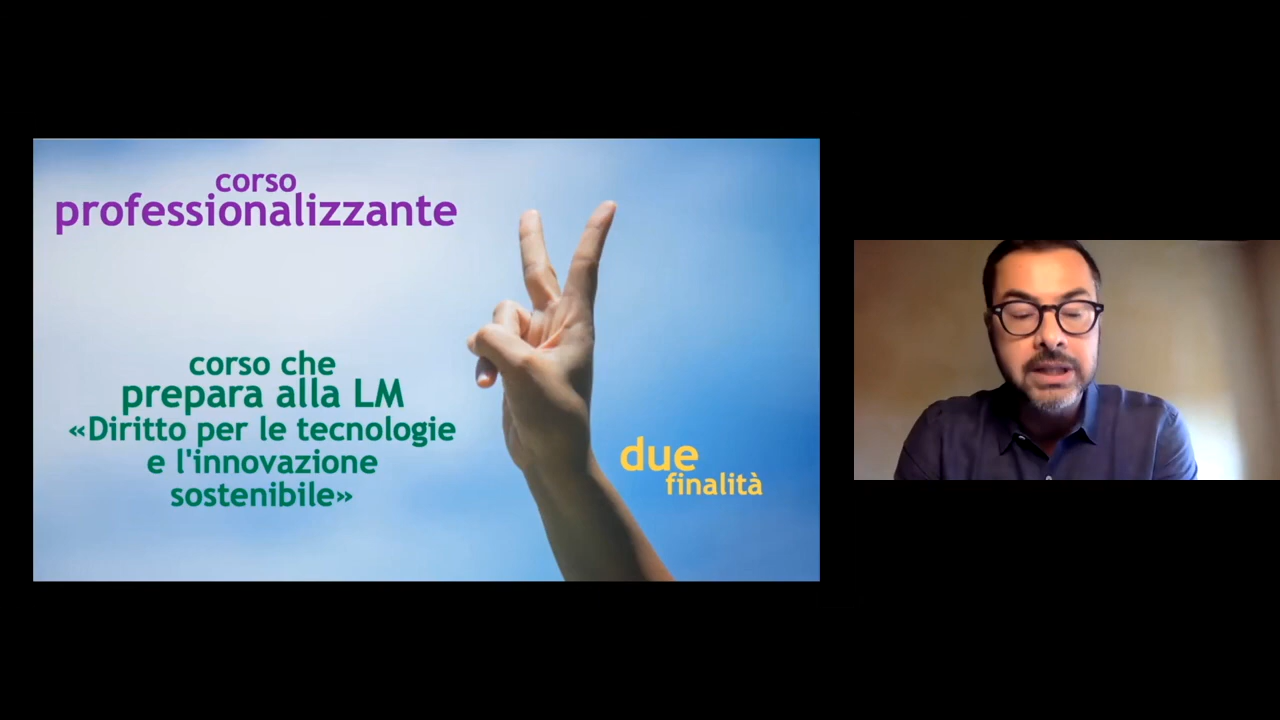 corso
professionalizzante
corso che
prepara alla LM
«Diritto per le tecnologie
e l'innovazione
sostenibile»
due
finalità